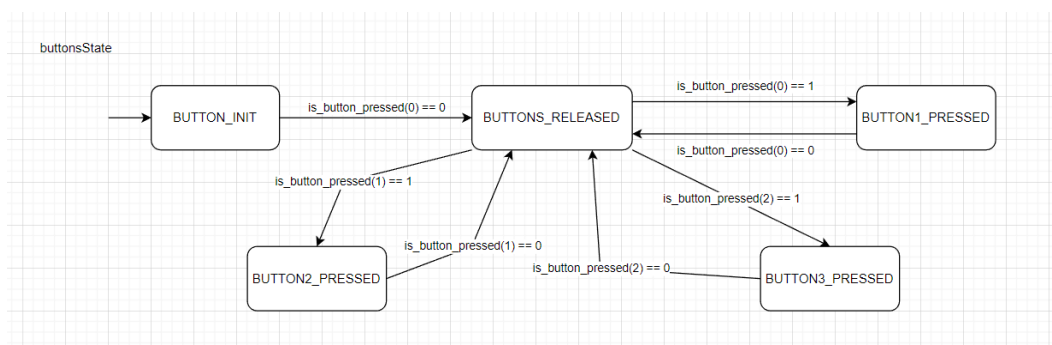 buttonsState
is_button_pressed(0) == 1
BUTTON_INIT
is_button_pressed(0) == 0
BUTTONS_RELEASED
BUTTON1_PRESSED
is_button_pressed(0) == 0
is_button_pressed(1) == 1
is_button_pressed(2) == 1
is_button_pressed(1) == 0
is_button_pressed(2) == 0
BUTTON2_PRESSED
BUTTON3_PRESSED